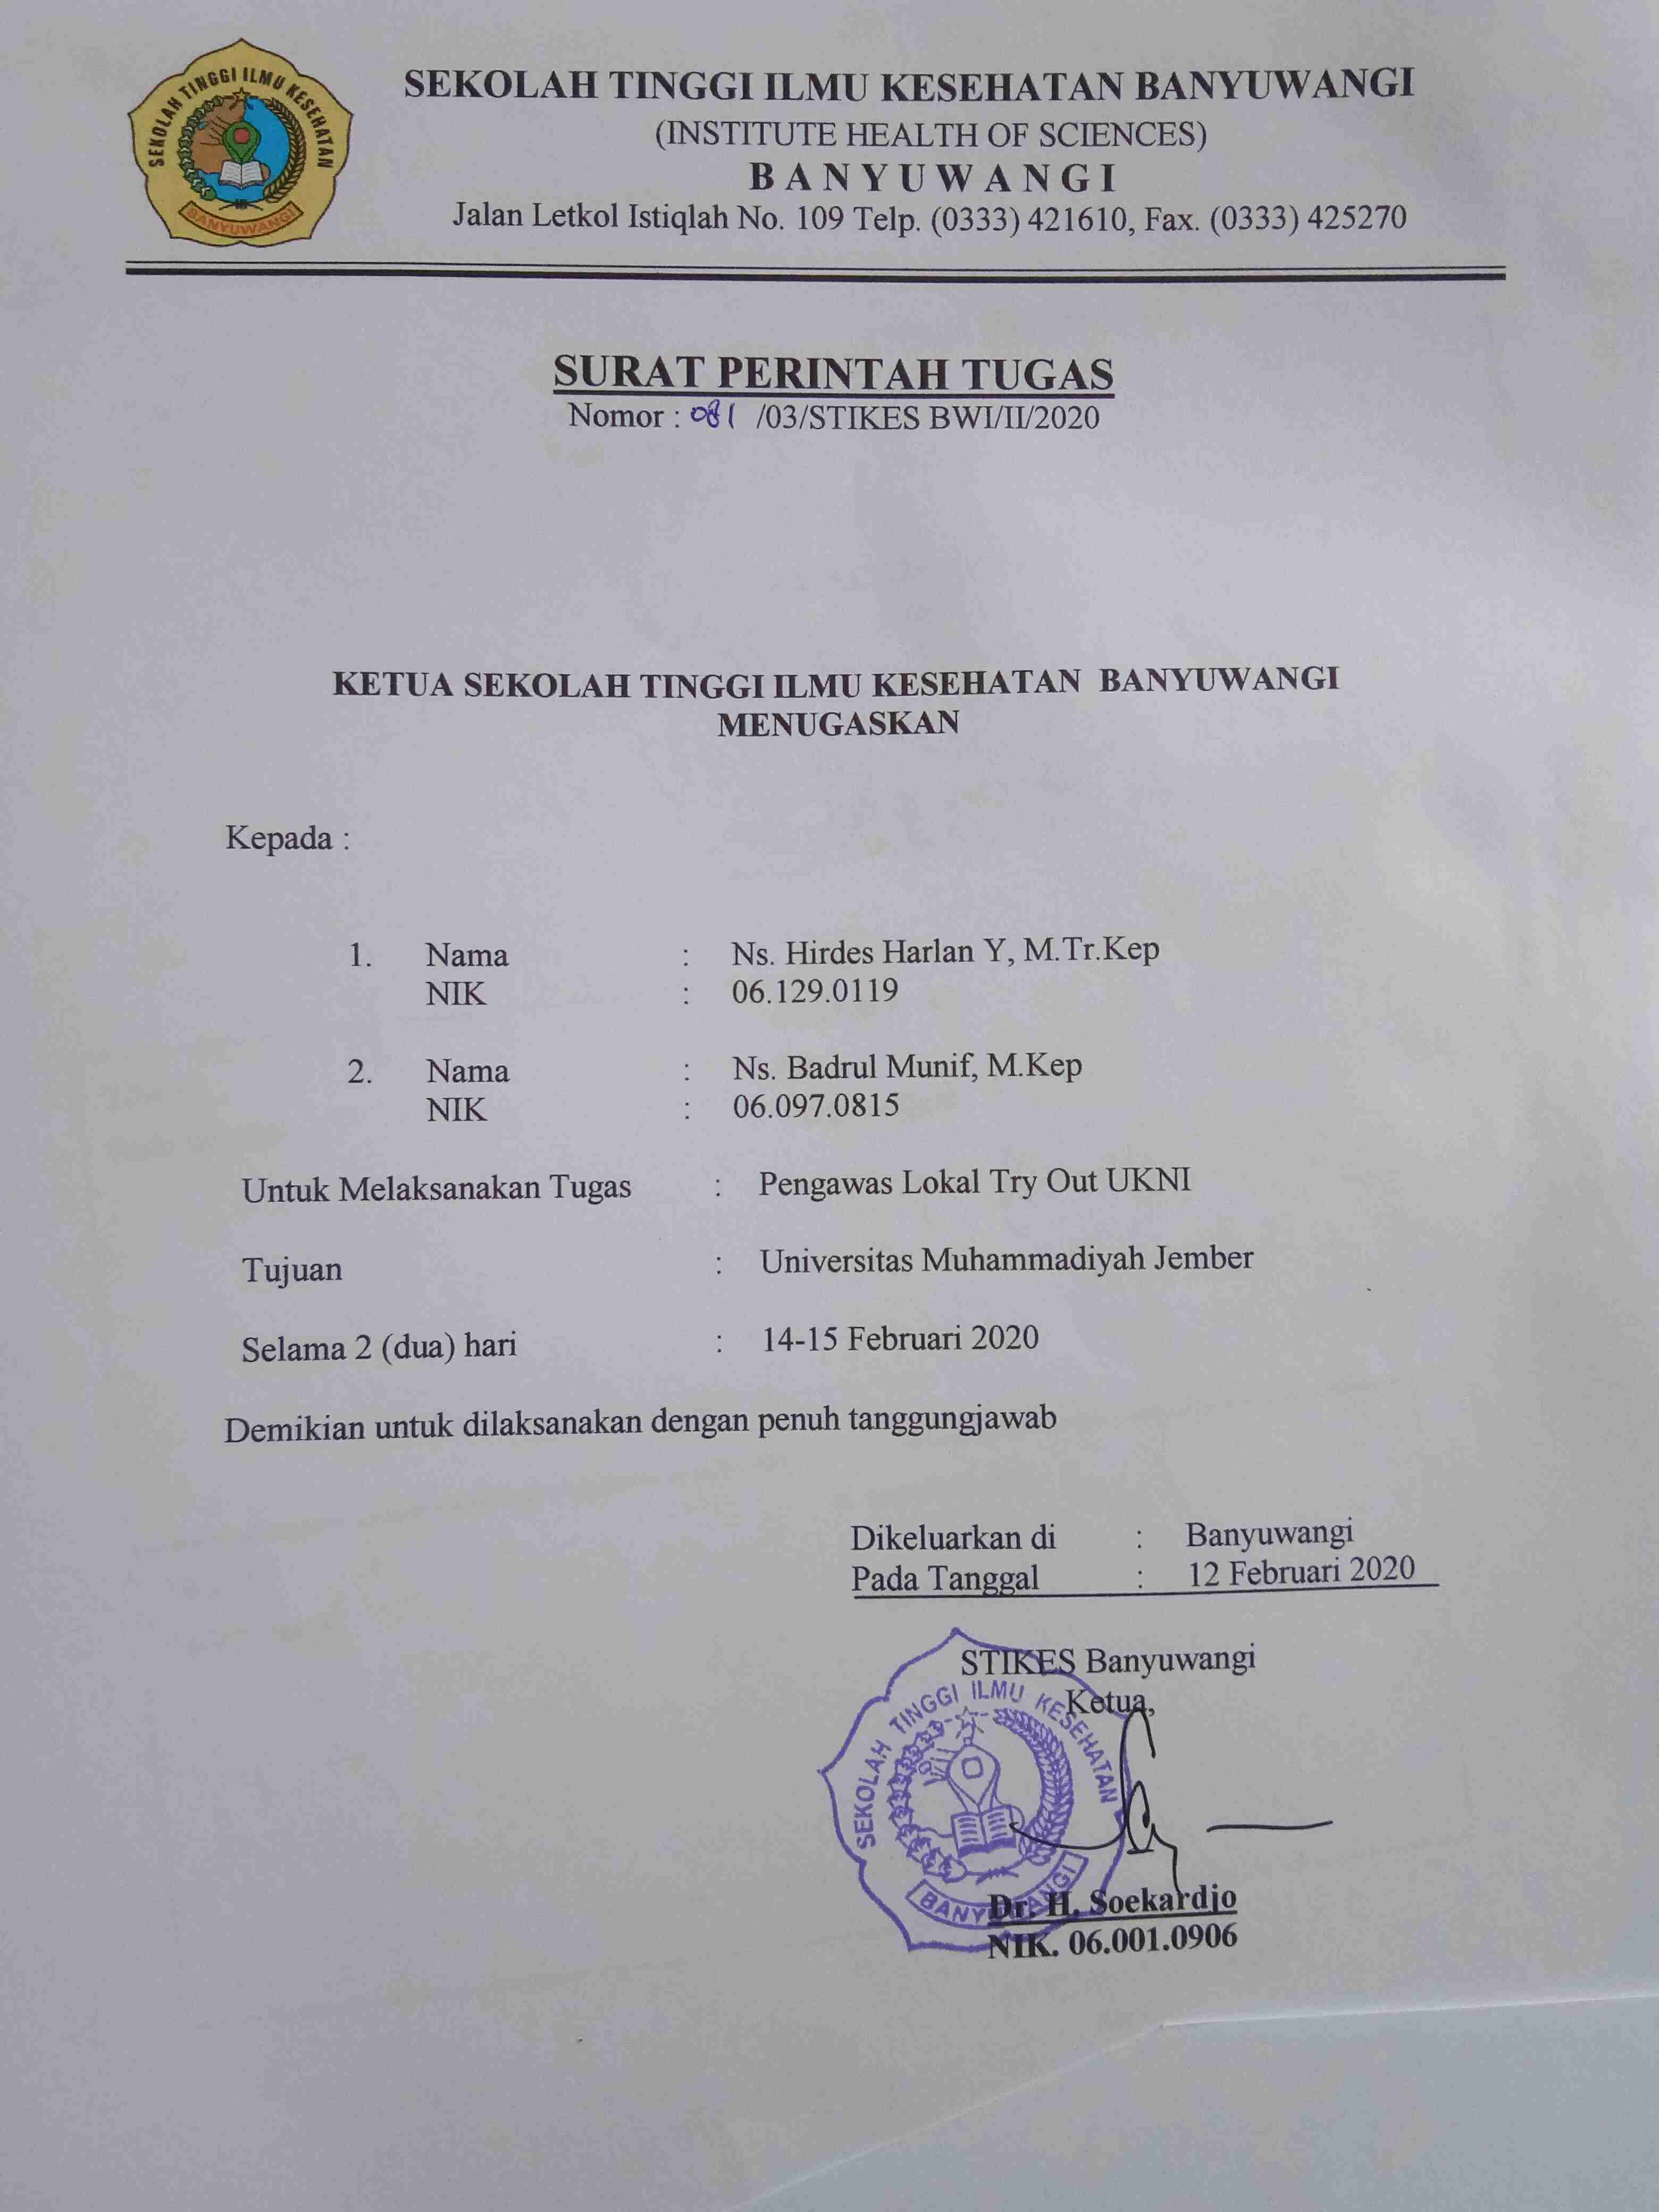 SEKOLAH TINGGI ILMU KESEHATAN
BANYUWANGI
SEKOLAH TINGGI ILMU KESEHATAN BANYUWANGI
(INSTITUTE HEALTH OF SCIENCES)
BANYUWANGI
Jalan Letkol Istiqlah No. 109 Telp. (0333) 421610, Fax. (0333) 425270
SURAT PERINTAH TUGAS
Nomor : 081 /03/STIKES BWI/II/2020
KETUA SEKOLAH TINGGI ILMU KESEHATAN BANYUWANGI
MENUGASKAN
Kepada :
1. Nama : Ns. Hirdes Harlan Y, M.Tr.Kep
NIK : 06.129.0119
2. Nama : Ns. Badrul Munif, M.Kep
NIK : 06.097.0815
Untuk Melaksanakan Tugas : Pengawas Lokal Try Out UKNI
Tujuan : Universitas Muhammadiyah Jember
Selama 2 (dua) hari : 14-15 Februari 2020
Demikian untuk dilaksanakan dengan penuh tanggungjawab
Dikeluarkan di : Banyuwangi
Pada Tanggal : 12 Februari 2020
STIKES Banyuwangi
Ketua,
SEKOLAH TINGGI ILMU KESEHATAN
BANYUWANGI
Dr. H. Soekardjo
NIK. 06.001.0906